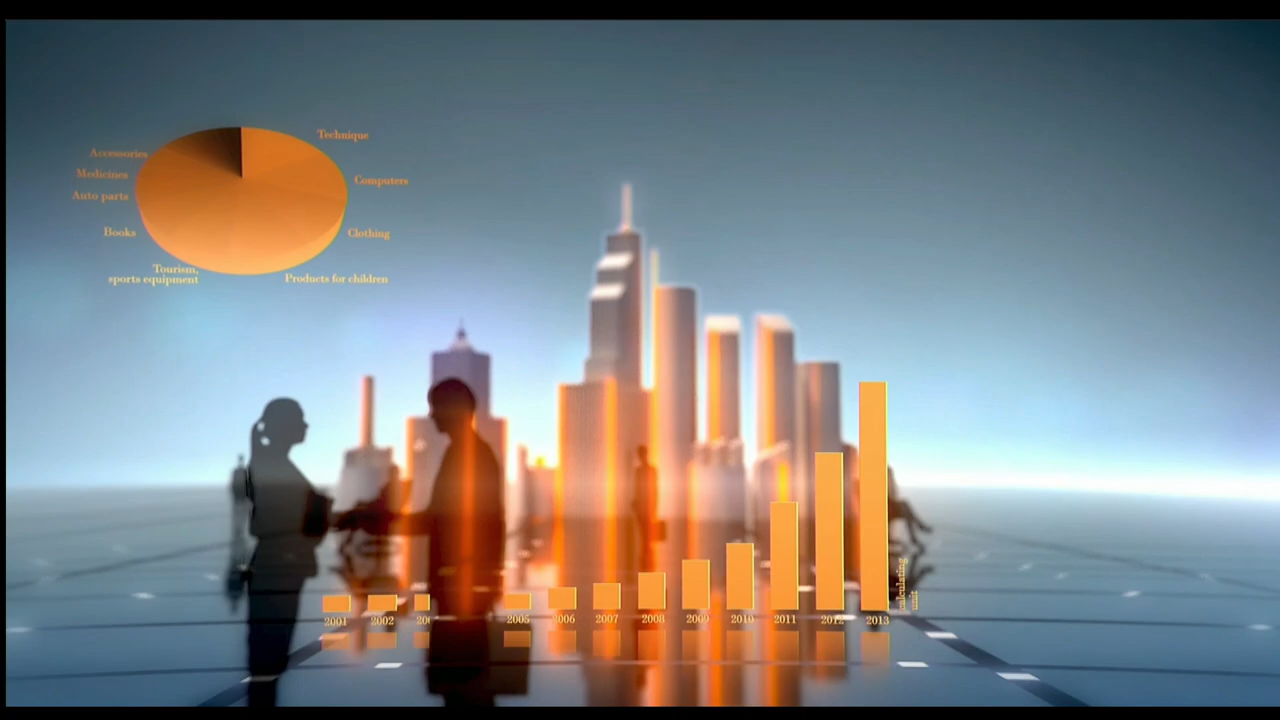 Technique
Accessories
Medicines
Computers
Auto parts
Books
Clothing
Tourism,
sports equipment
Products for children
calculating
unit
2001 2002 2005 2006 2007 2008 2009 2010 2011 2012 2013